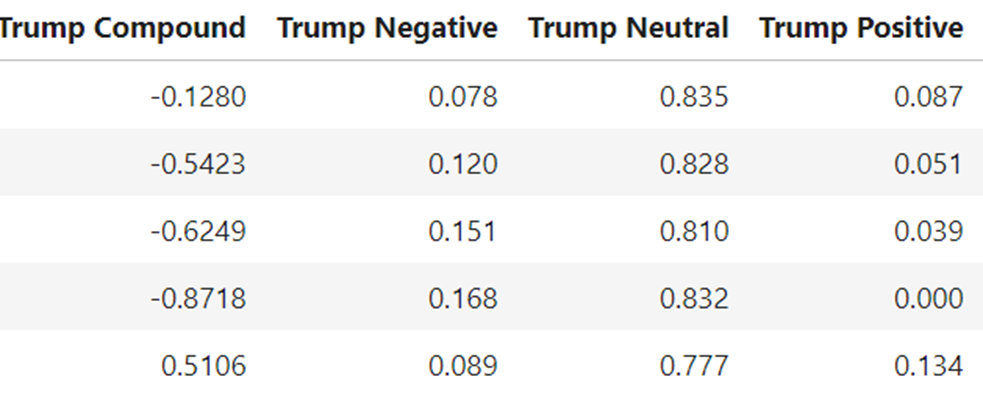 Trump Compound Trump Negative Trump Neutral Trump Positive
-0.1280 0.078 0.835 0.087
-0.5423 0.120 0.828 0.051
-0.6249 0.151 0.810 0.039
-0.8718 0.168 0.832 0.000
0.5106 0.089 0.777 0.134